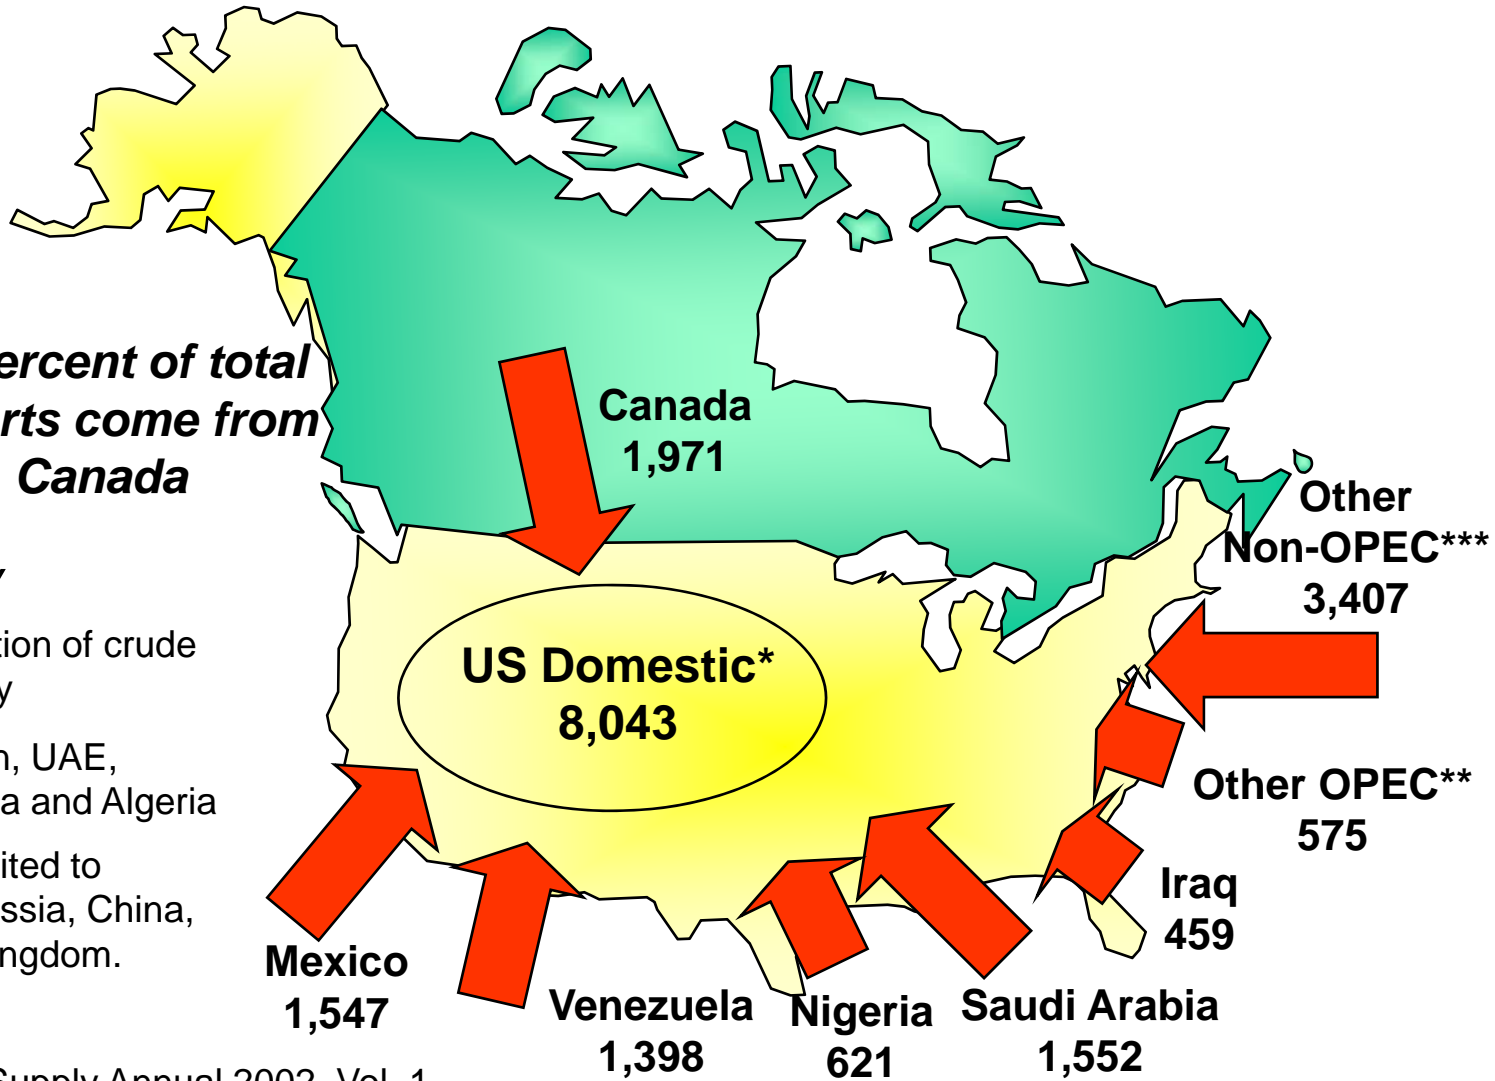 ercent of total
rts come from
Canada
Canada
1,971
Other
Non-OPEC***
3,407
Y
tion of crude
y
US Domestic*
8,043
n, UAE,
a and Algeria
Other OPEC**
575
ited to
ssia, China,
ngdom.
Iraq
459
Mexico
1,547
Venezuela
1,398
Nigeria
621
Saudi Arabia
1,552
Supply Annual 2002, Vol. 1